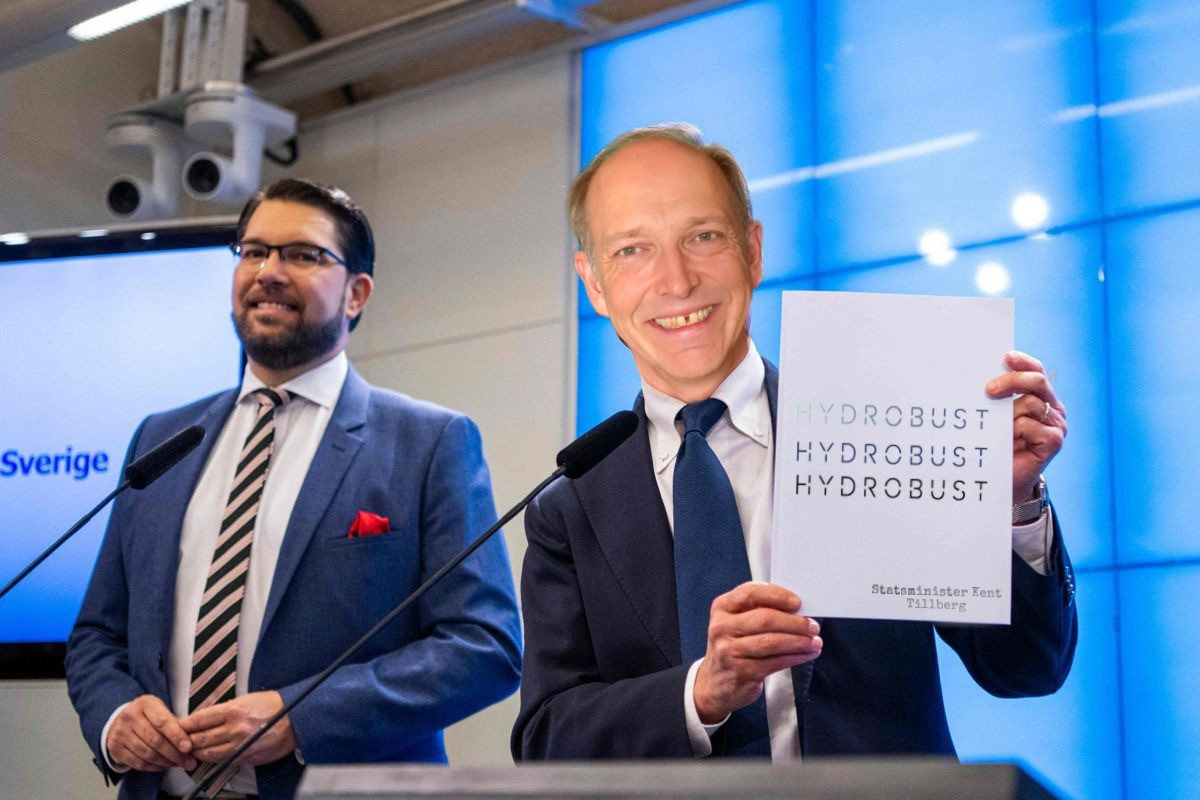 Sverige
HYDROBUST
HYDROBUST
HYDROBUST
Statsminister Kent
Tillberg